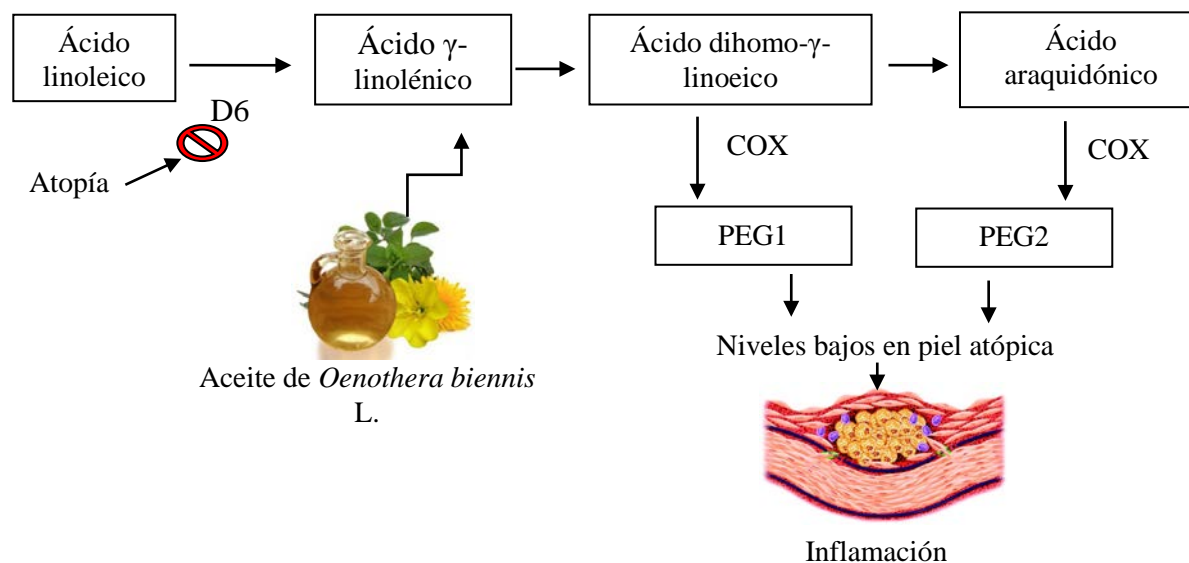 Ácido
linoleico
Ácido γ-
linolénico
Ácido dihomo-γ-
linoeico
Ácido
araquidónico
D6
Atopía
COX
COX
PEG1
PEG2
Niveles bajos en piel atópica
Aceite de Oenothera biennis
L.
Inflamación